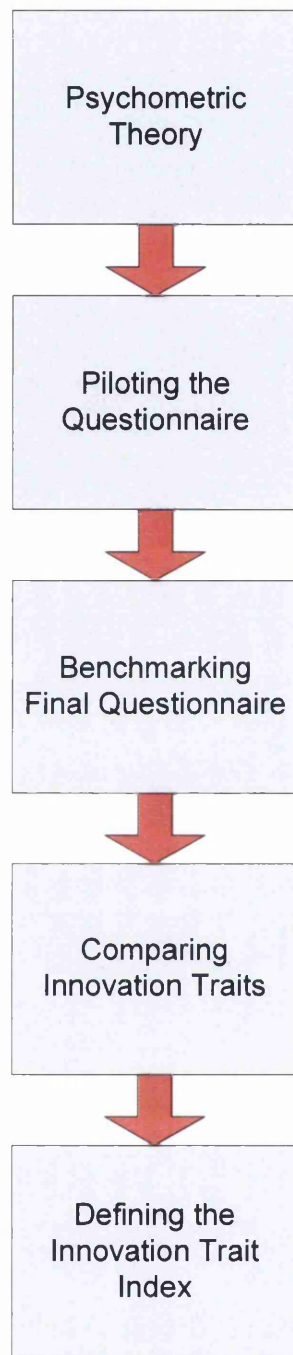 Psychometric
Theory
Piloting the
Questionnaire
Benchmarking
Final Questionnaire
Comparing
Innovation Traits
Defining the
Innovation Trait
Index